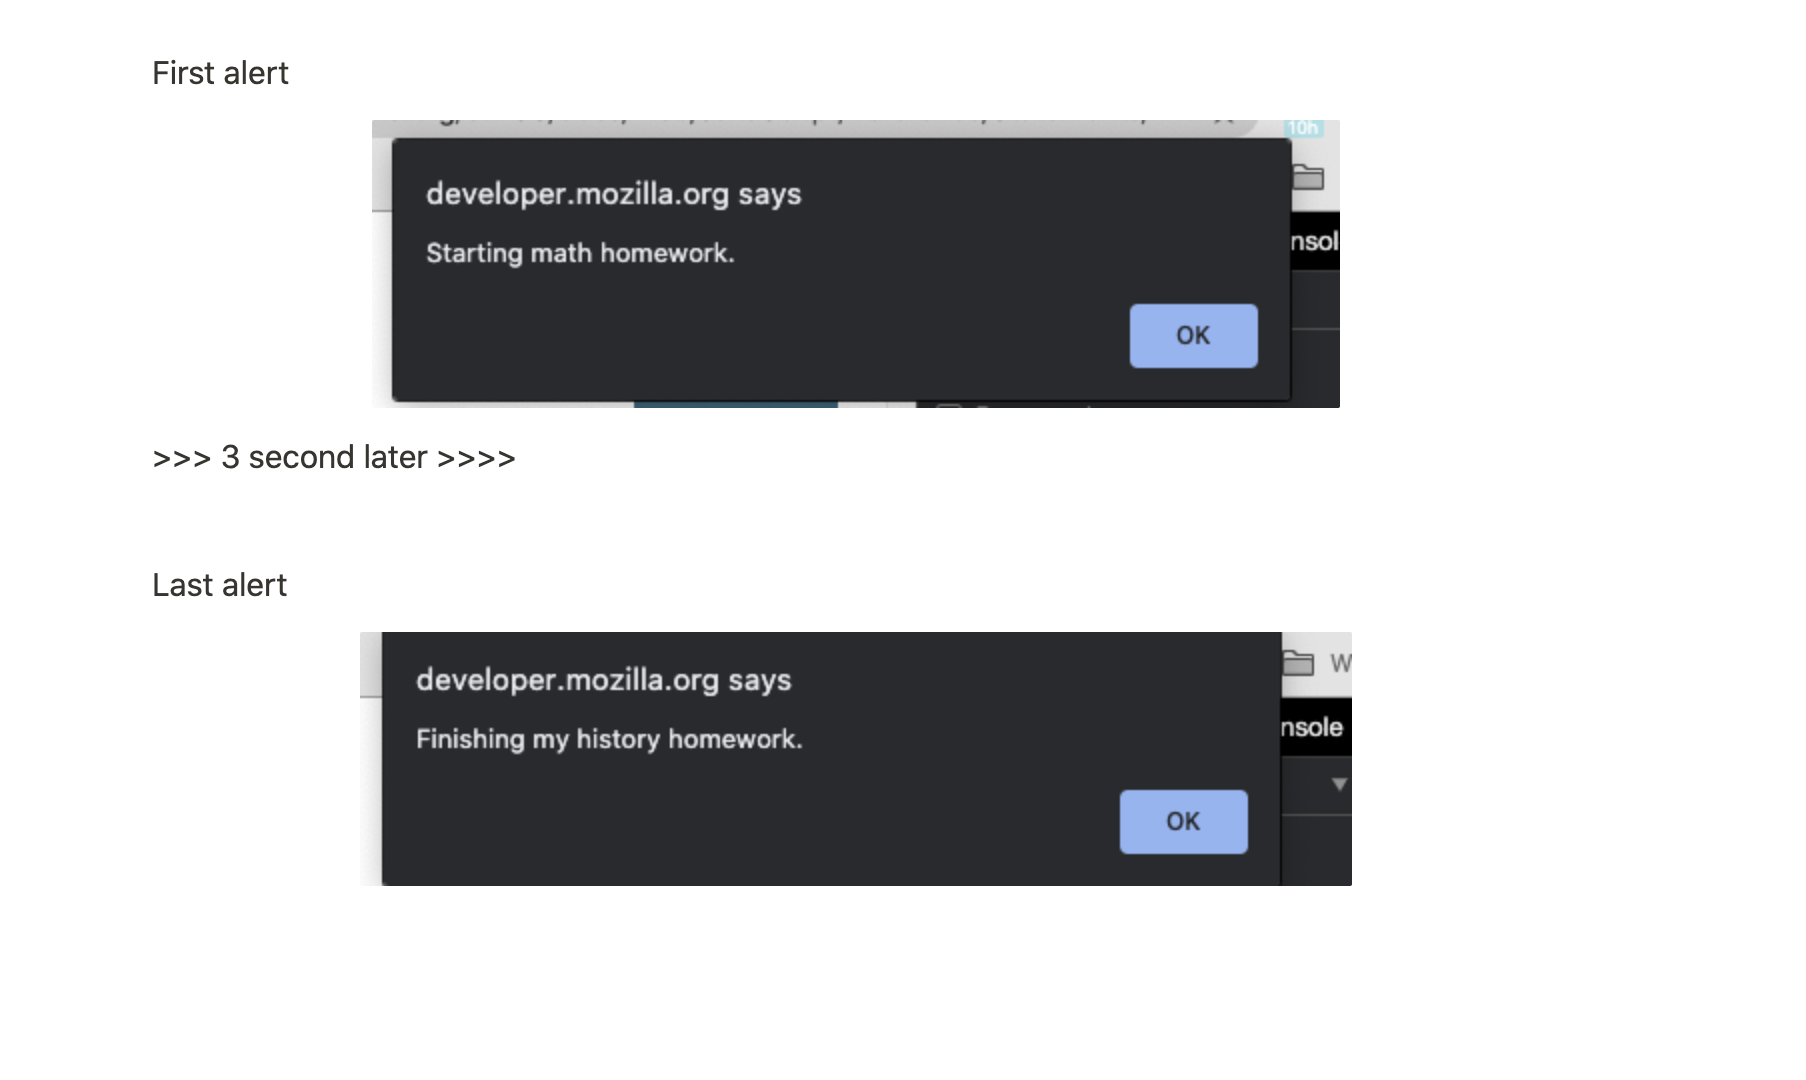 First alert
10h
developer.mozilla.org says
Starting math homework.
nsol
OK
>>> 3 second later >>>>
Last alert
W
developer.mozilla.org says
nsole
Finishing my history homework.
OK